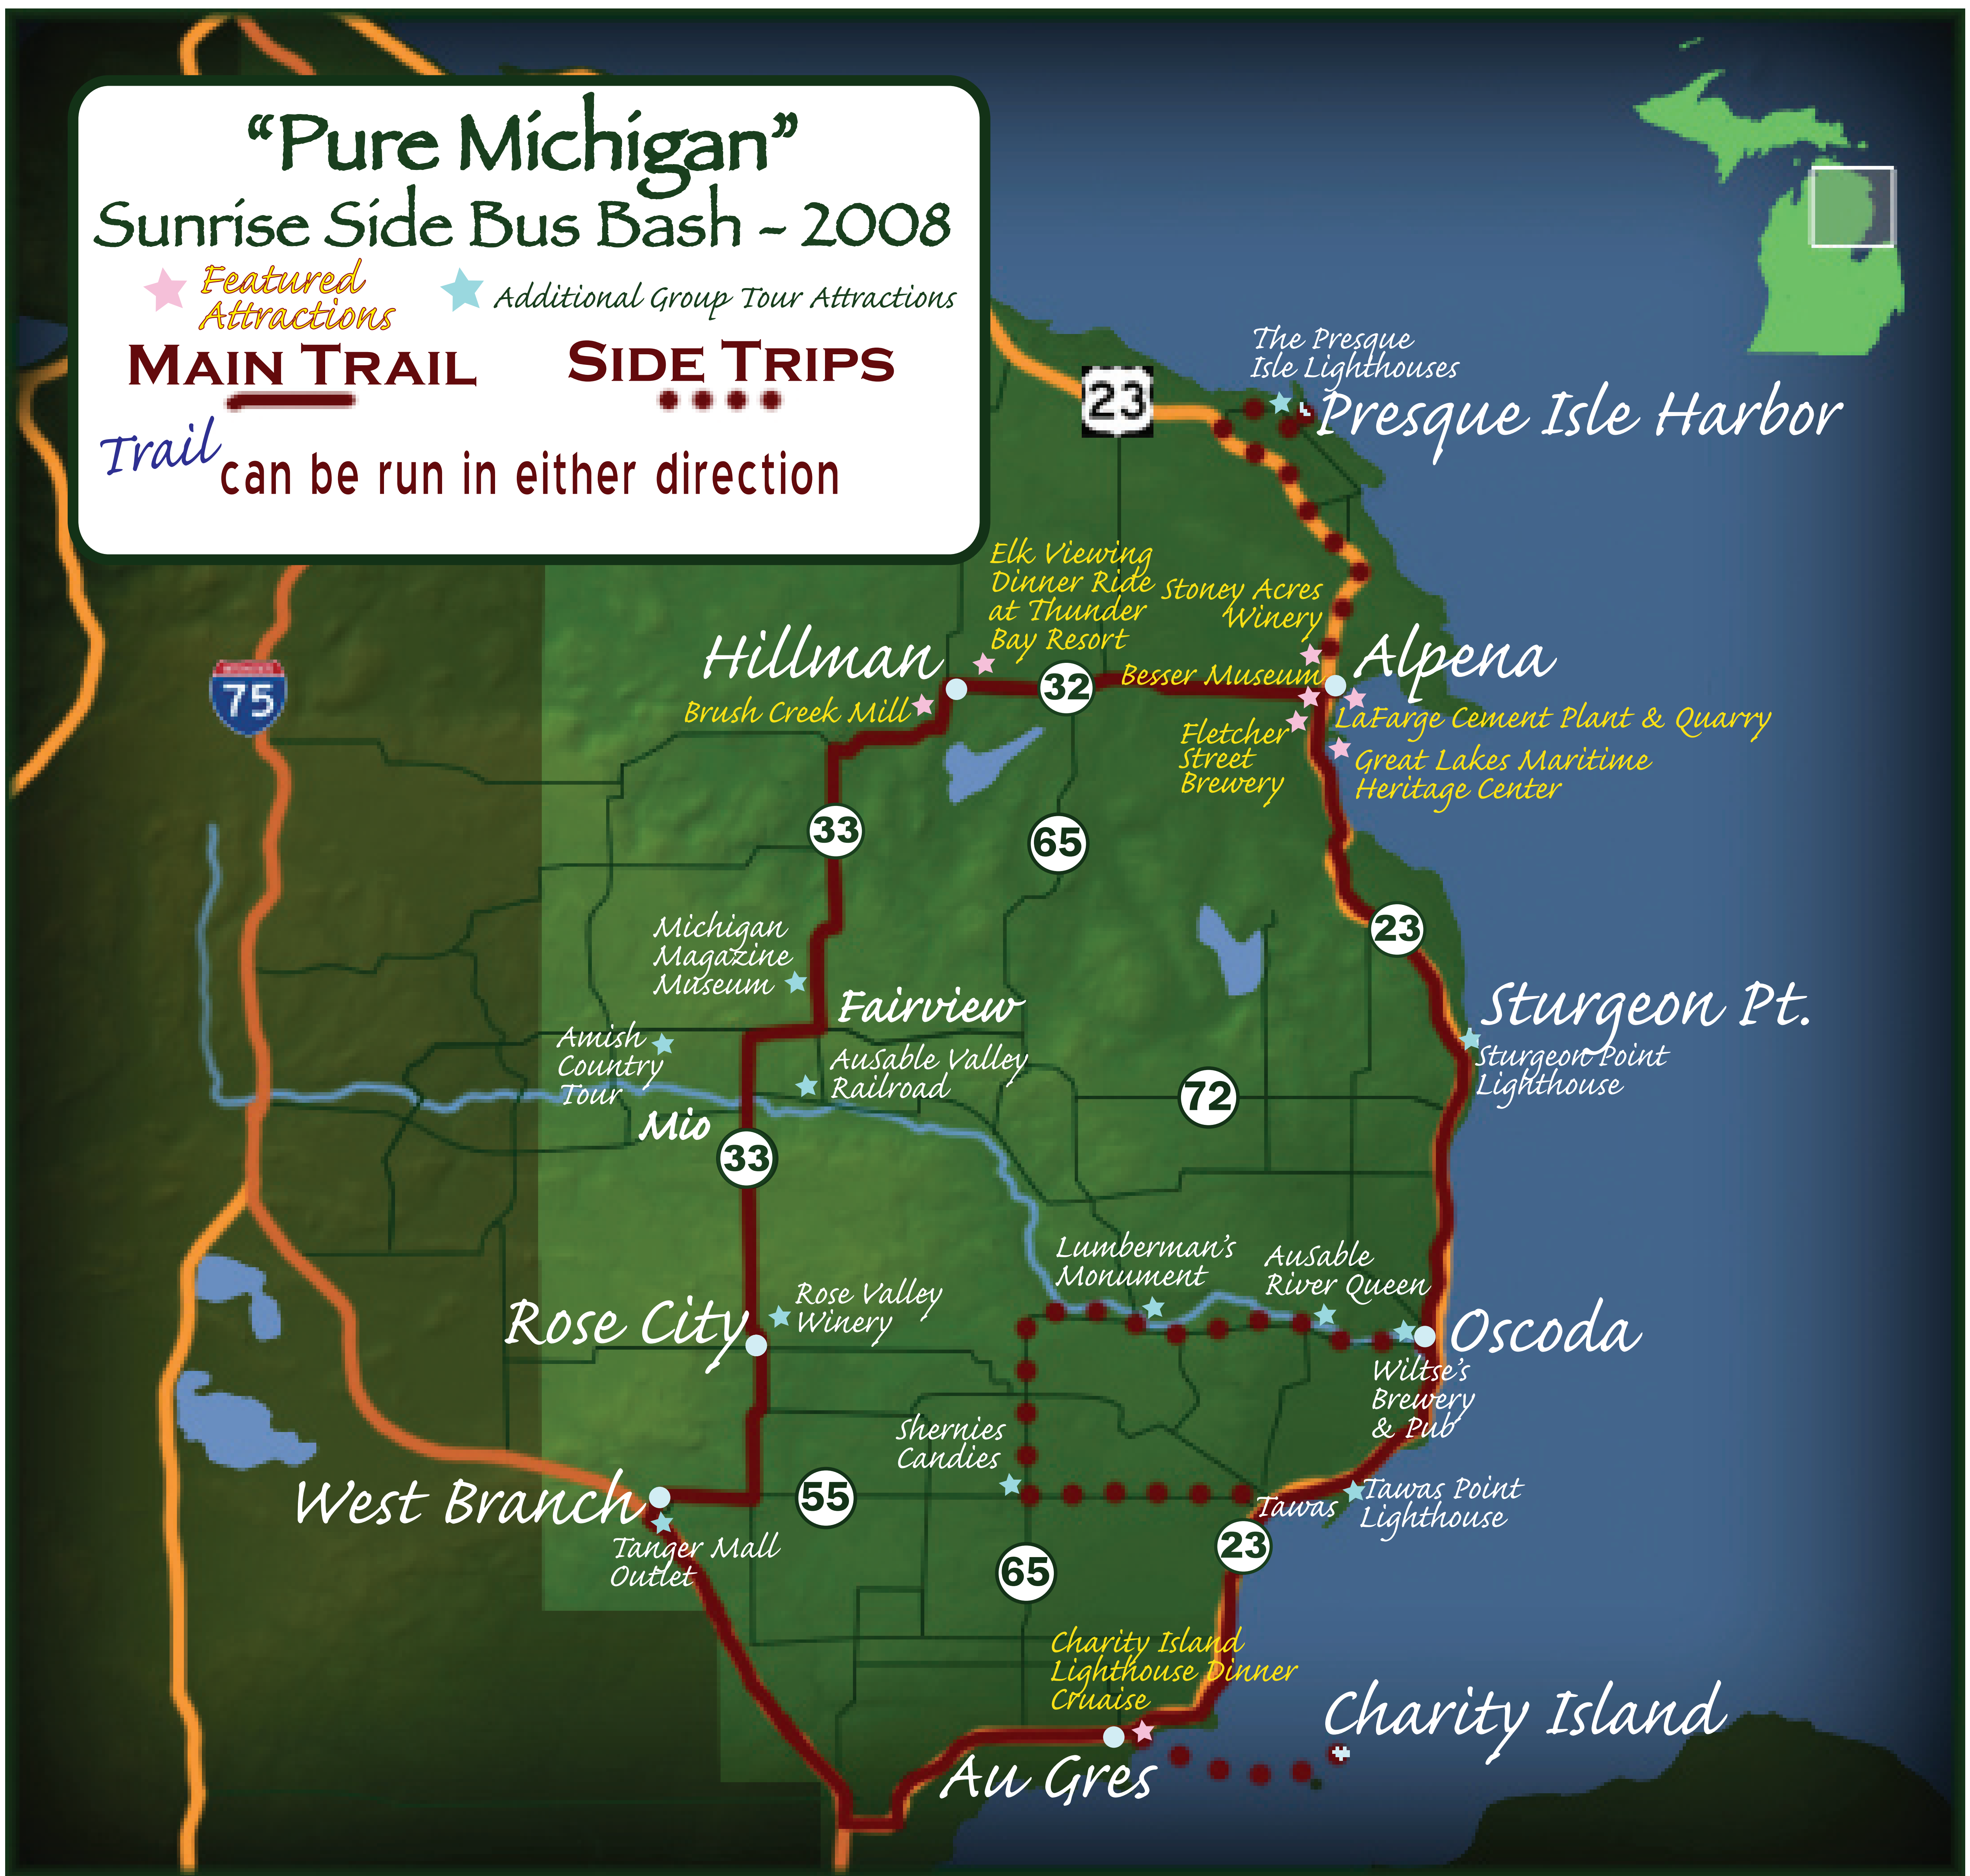 “Pure Michigan”
Sunrise Side Bus Bash - 2008
Featured
Attractions
Additional Group Tour Attractions
Main Trail
Side Trips
Trail can be run in either direction
The Presque
Isle Lighthouses
23
Presque Isle Harbor
Elk Viewing
Dinner Ride
at Thunder
Bay Resort
Stoney Acres
Winery
Hillman
Alpena
75
32
Besser Museum
Brush Creek Mill
LaFarge Cement Plant & Quarry
Fletcher
Street
Brewery
Great Lakes Maritime
Heritage Center
33
65
Michigan
Magazine
Museum
23
Fairview
Sturgeon Pt.
Sturgeon Point
Lighthouse
Amish
Country
Tour
AuSable Valley
Railroad
72
Mio
33
Lumberman's
Monument
AuSable
River Queen
Rose City
Rose Valley
Winery
Oscoda
Wiltse's
Brewery
& Pub
Shernies
Candies
West Branch
55
Tawas
Tawas Point
Lighthouse
Tanger Mall
Outlet
23
65
Charity Island
Lighthouse Dinner
Cruaise
Charity Island
Au Gres